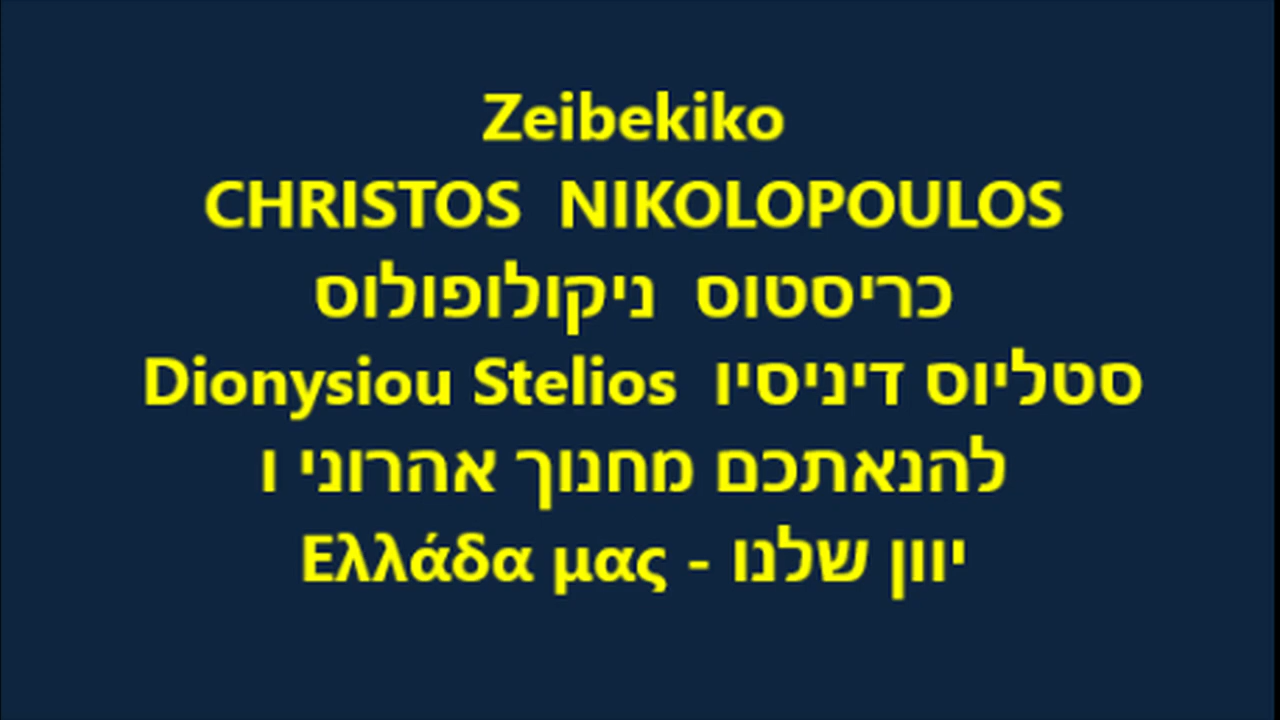 Zeibekiko
CHRISTOS NIKOLOPOULOS
כריסטוס ניקולופולוס
Dionysiou Stelios סטליוס דיניסיו
להנאתכם מחנוך אהרוני ו
יוון שלנו - Ελλάδα μας